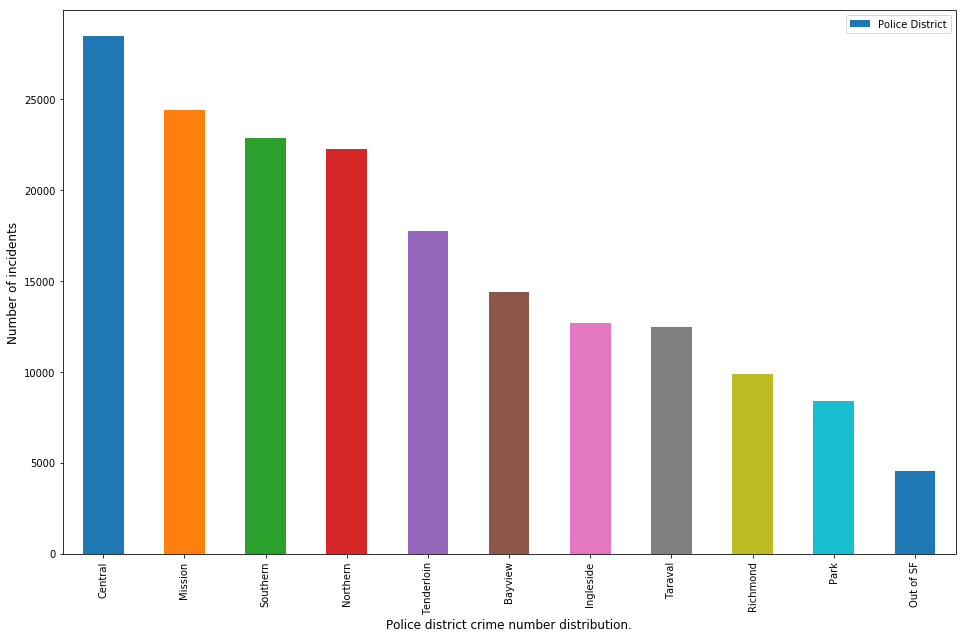 Police District
Number of incidents
25000
20000
15000
10000
5000
0
Central
Mission
Southern
Northern
Tenderloin
Bayview
Ingleside
Taraval
Richmond
Park
Out of SF
Police district crime number distribution.